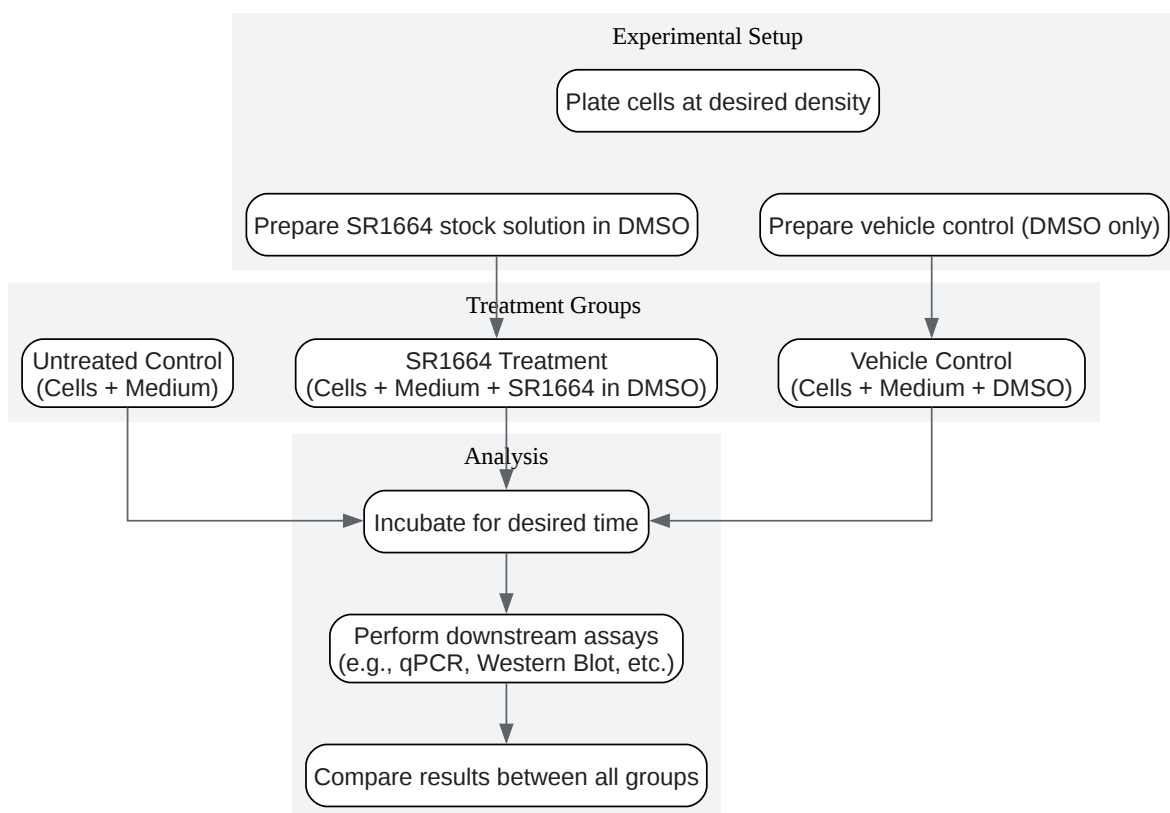 Experimental Setup
Plate cells at desired density
Prepare SR1664 stock solution in DMSO
Prepare vehicle control (DMSO only)
Treatment Groups
Untreated Control
(Cells + Medium)
SR1664 Treatment
(Cells + Medium + SR1664 in DMSO)
Vehicle Control
(Cells + Medium + DMSO)
Analysis
Incubate for desired time
Perform downstream assays
(e.g., qPCR, Western Blot, etc.)
Compare results between all groups